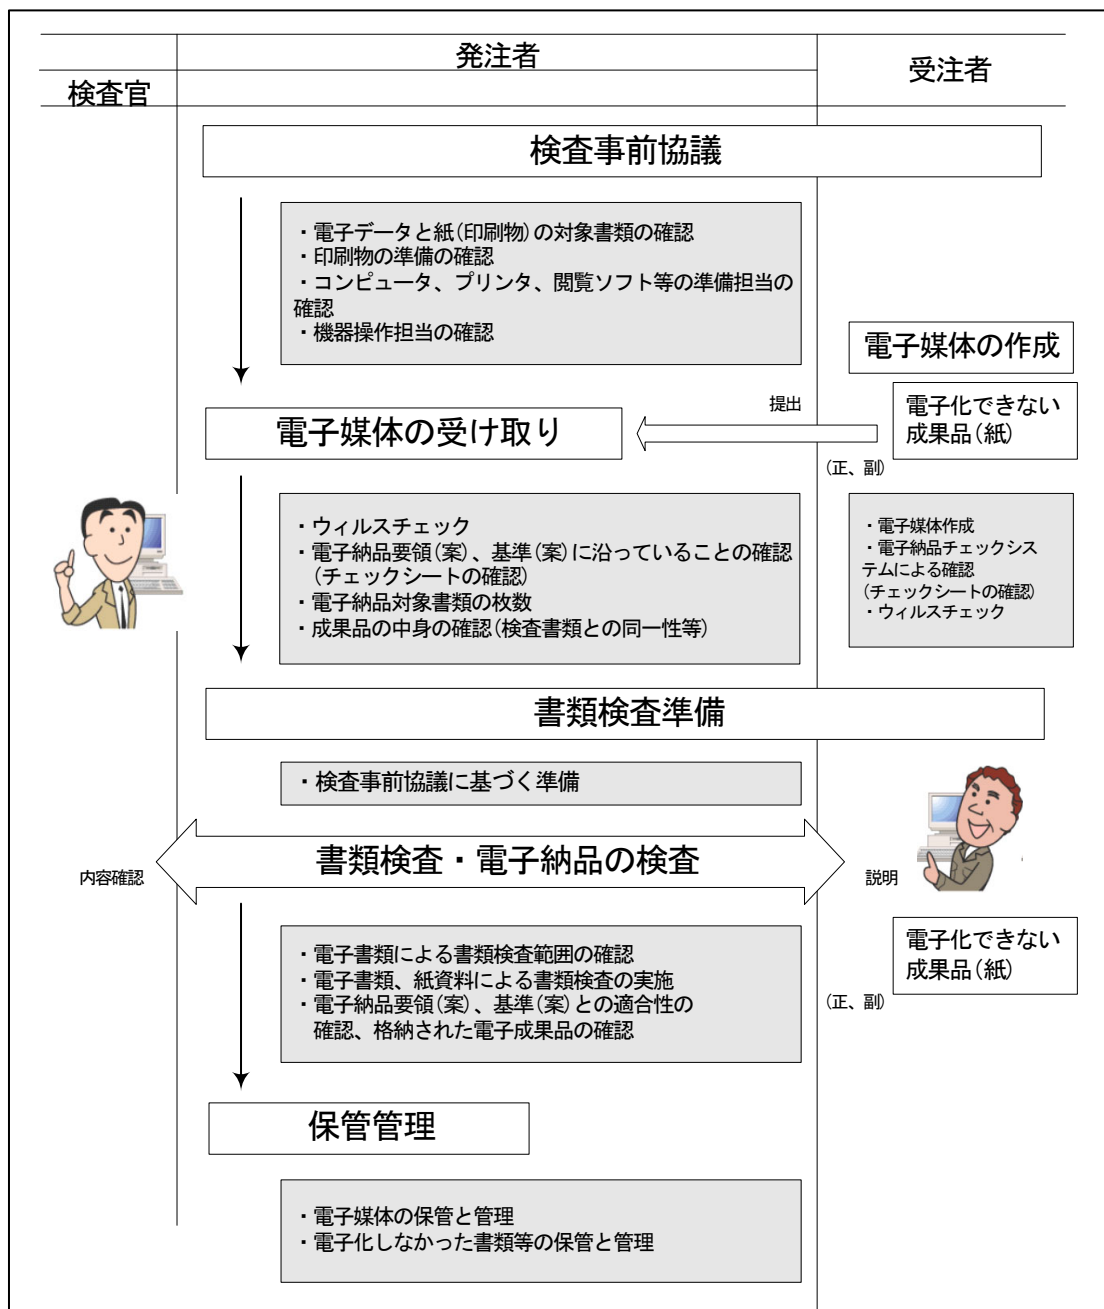 発注者
受注者
検査官
検査事前協議
・電子データと紙(印刷物)の対象書類の確認
・印刷物の準備の確認
・コンピュータ、プリンタ、閲覧ソフト等の準備担当の
確認
・機器操作担当の確認
電子媒体の作成
提出
電子化できない
成果品(紙)
電子媒体の受け取り
(正、副)
・ウィルスチェック
・電子納品要領(案)、基準(案)に沿っていることの確認
(チェックシートの確認)
・電子納品対象書類の枚数
・成果品の中身の確認(検査書類との同一性等)
・電子媒体作成
・電子納品チェックシス
テムによる確認
(チェックシートの確認)
・ウィルスチェック
書類検査準備
・検査事前協議に基づく準備
書類検査・電子納品の検査
内容確認
説明
電子化できない
成果品(紙)
(正、副)
・電子書類による書類検査範囲の確認
・電子書類、紙資料による書類検査の実施
・電子納品要領(案)、基準(案)との適合性の
確認、格納された電子成果品の確認
保管管理
・電子媒体の保管と管理
・電子化しなかった書類等の保管と管理